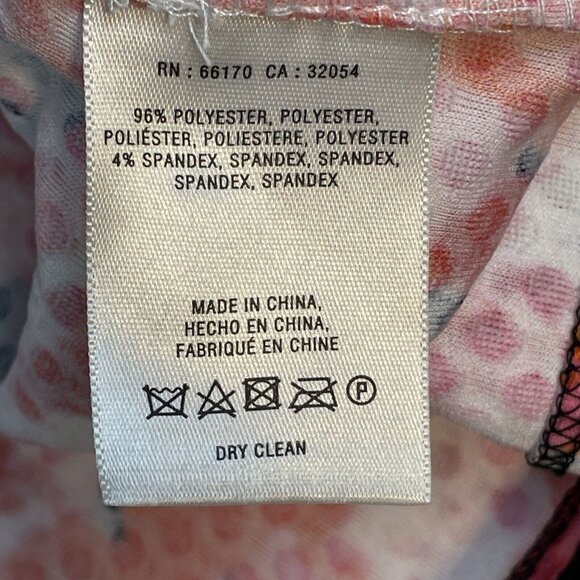 RN : 66170 CA : 32054
96% POLYESTER, POLYESTER,
POLIÉSTER, POLIESTERE, POLYESTER
4% SPANDEX, SPANDEX, SPANDEX,
SPANDEX, SPANDEX
MADE IN CHINA,
HECHO EN CHINA,
FABRIQUÉ EN CHINE
P
DRY CLEAN